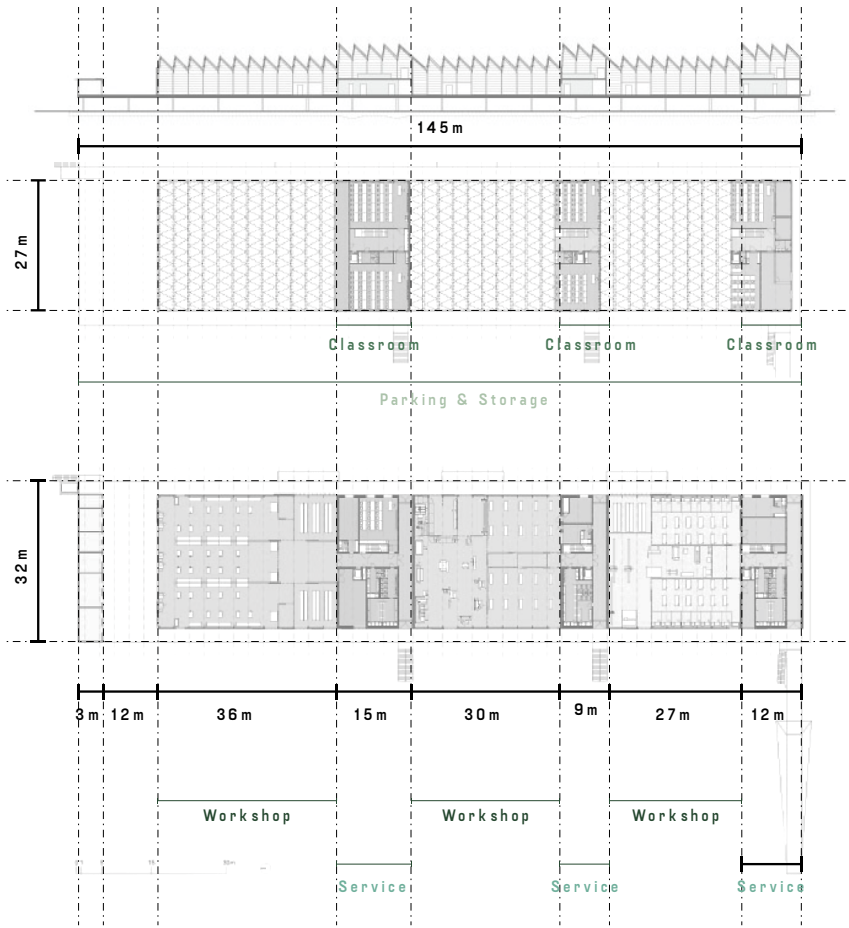 145m
27m
Classroom Classroom Classroom
Parking & Storage
32m
3m 12m 36m 15m 30m 9m 27m 12m
Workshop Workshop Workshop
Service Service Service